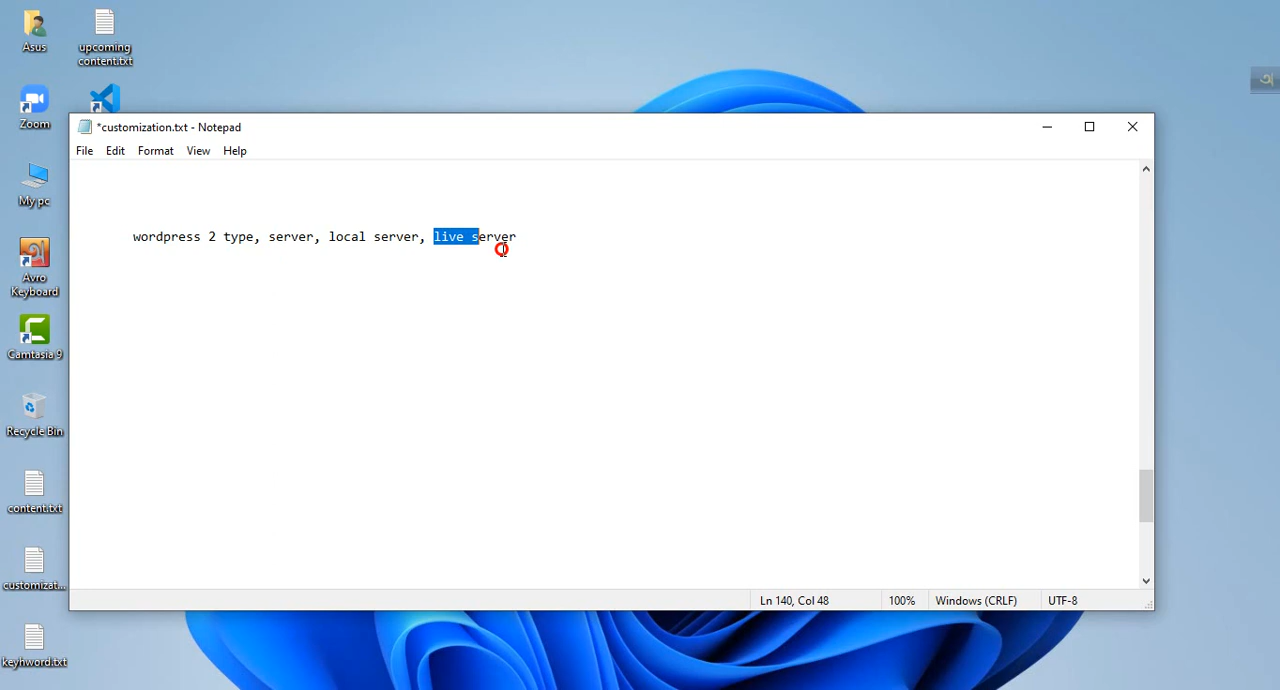 Asus
upcoming
content.txt
Zoom
My pc
Avro
Keyboard
Camtasia 9
Recycle Bin
content.txt
customizat...
keyhword.txt
*customization.txt - Notepad
File Edit Format View Help
wordpress 2 type, server, local server, live server
Ln 140, Col 48 100% Windows (CRLF) UTF-8